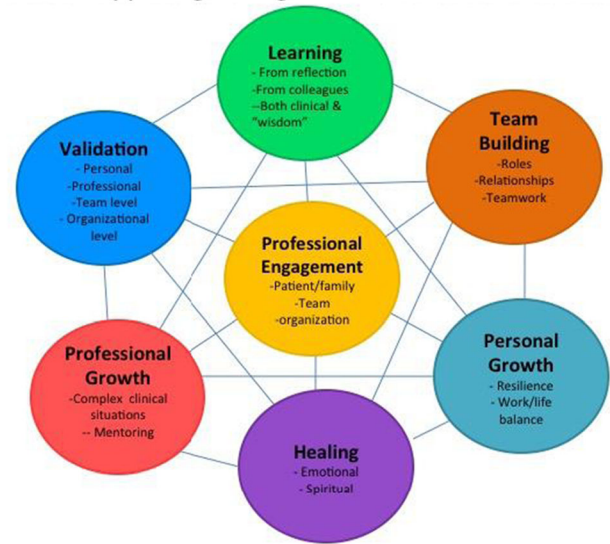 Learning
- From reflection
-From colleagues
--Both clinical &
"wisdom"
Validation
- Personal
-Professional
-Team level
- Organizational
level
Team
Building
-Roles
-Relationships
-Teamwork
Professional
Engagement
-Patient/family
-Team
-organization
Professional
Growth
-Complex clinical
situations
-- Mentoring
Personal
Growth
- Resilience
- Work/life
balance
Healing
- Emotional
- Spiritual